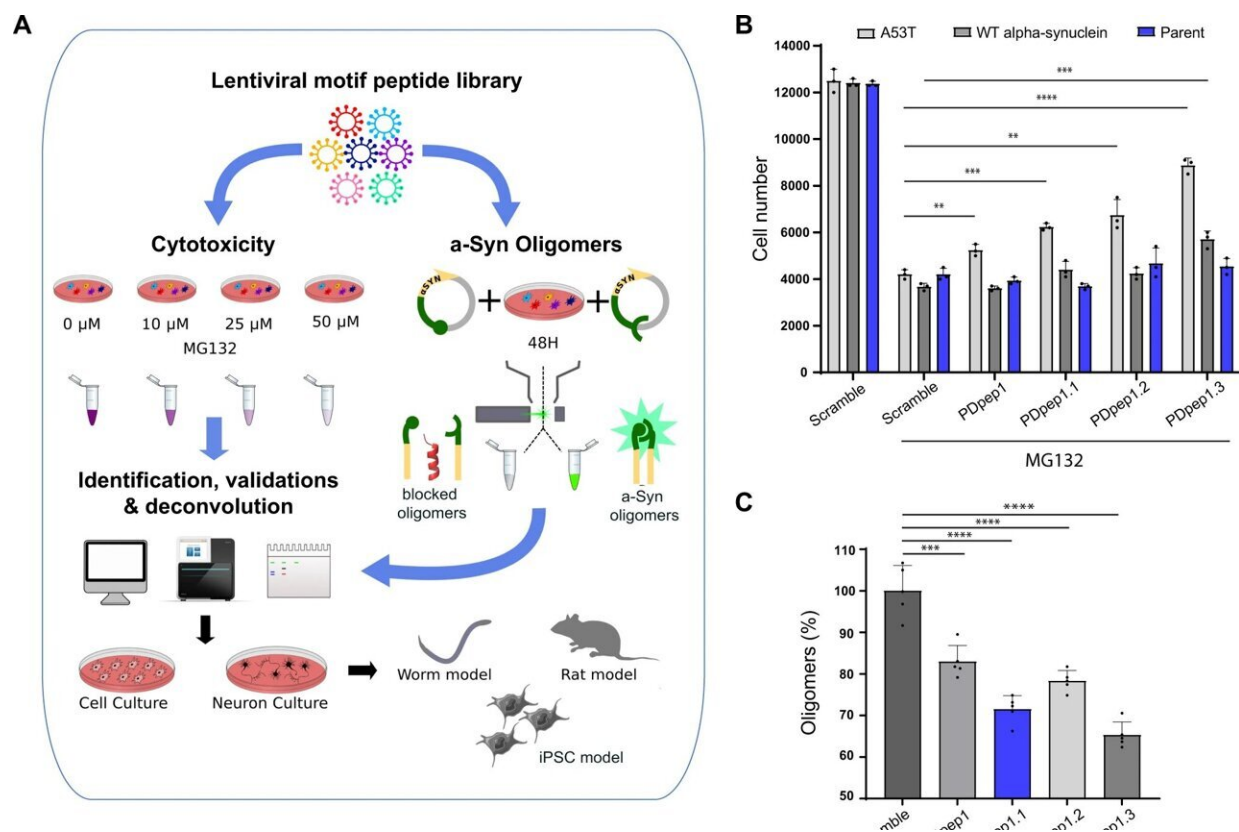 A
Lentiviral motif peptide library
Cytotoxicity
a-Syn Oligomers
0 µM
10 µM
25 µM
50 µM
MG132
αSYN
αSYN
48H
Identification, validations
& deconvolution
blocked
oligomers
a-Syn
oligomers
Cell Culture
Neuron Culture
Worm model
Rat model
iPSC model
B
A53T
WT alpha-synuclein
Parent
14000
12000
10000
8000
6000
4000
2000
0
Cell number
***
****
**
***
**
Scramble
Scramble
PDpep1
PDpep1.1
PDpep1.2
PDpep1.3
MG132
C
****
****
****
***
110
100
90
80
70
60
50
Oligomers (%)